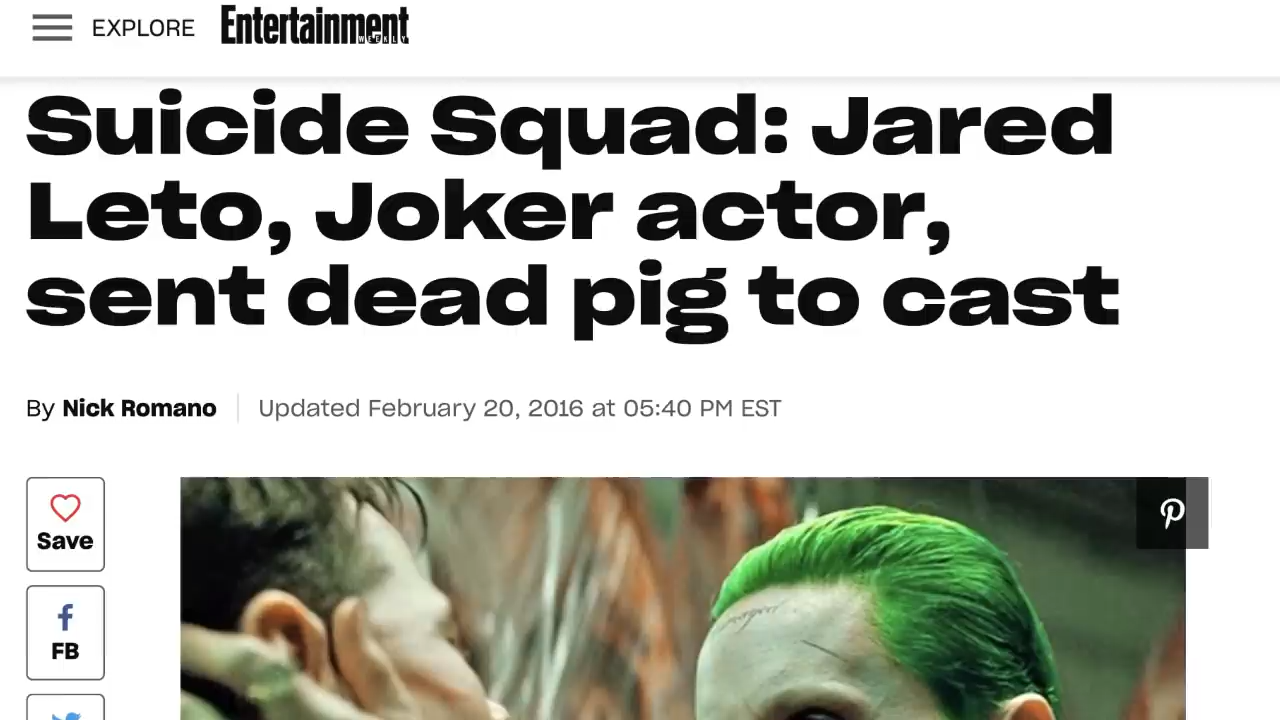 EXPLORE Entertainment WEEKLY
Suicide Squad: Jared
Leto, Joker actor,
sent dead pig to cast
By Nick Romano Updated February 20, 2016 at 05:40 PM EST
Save
FB